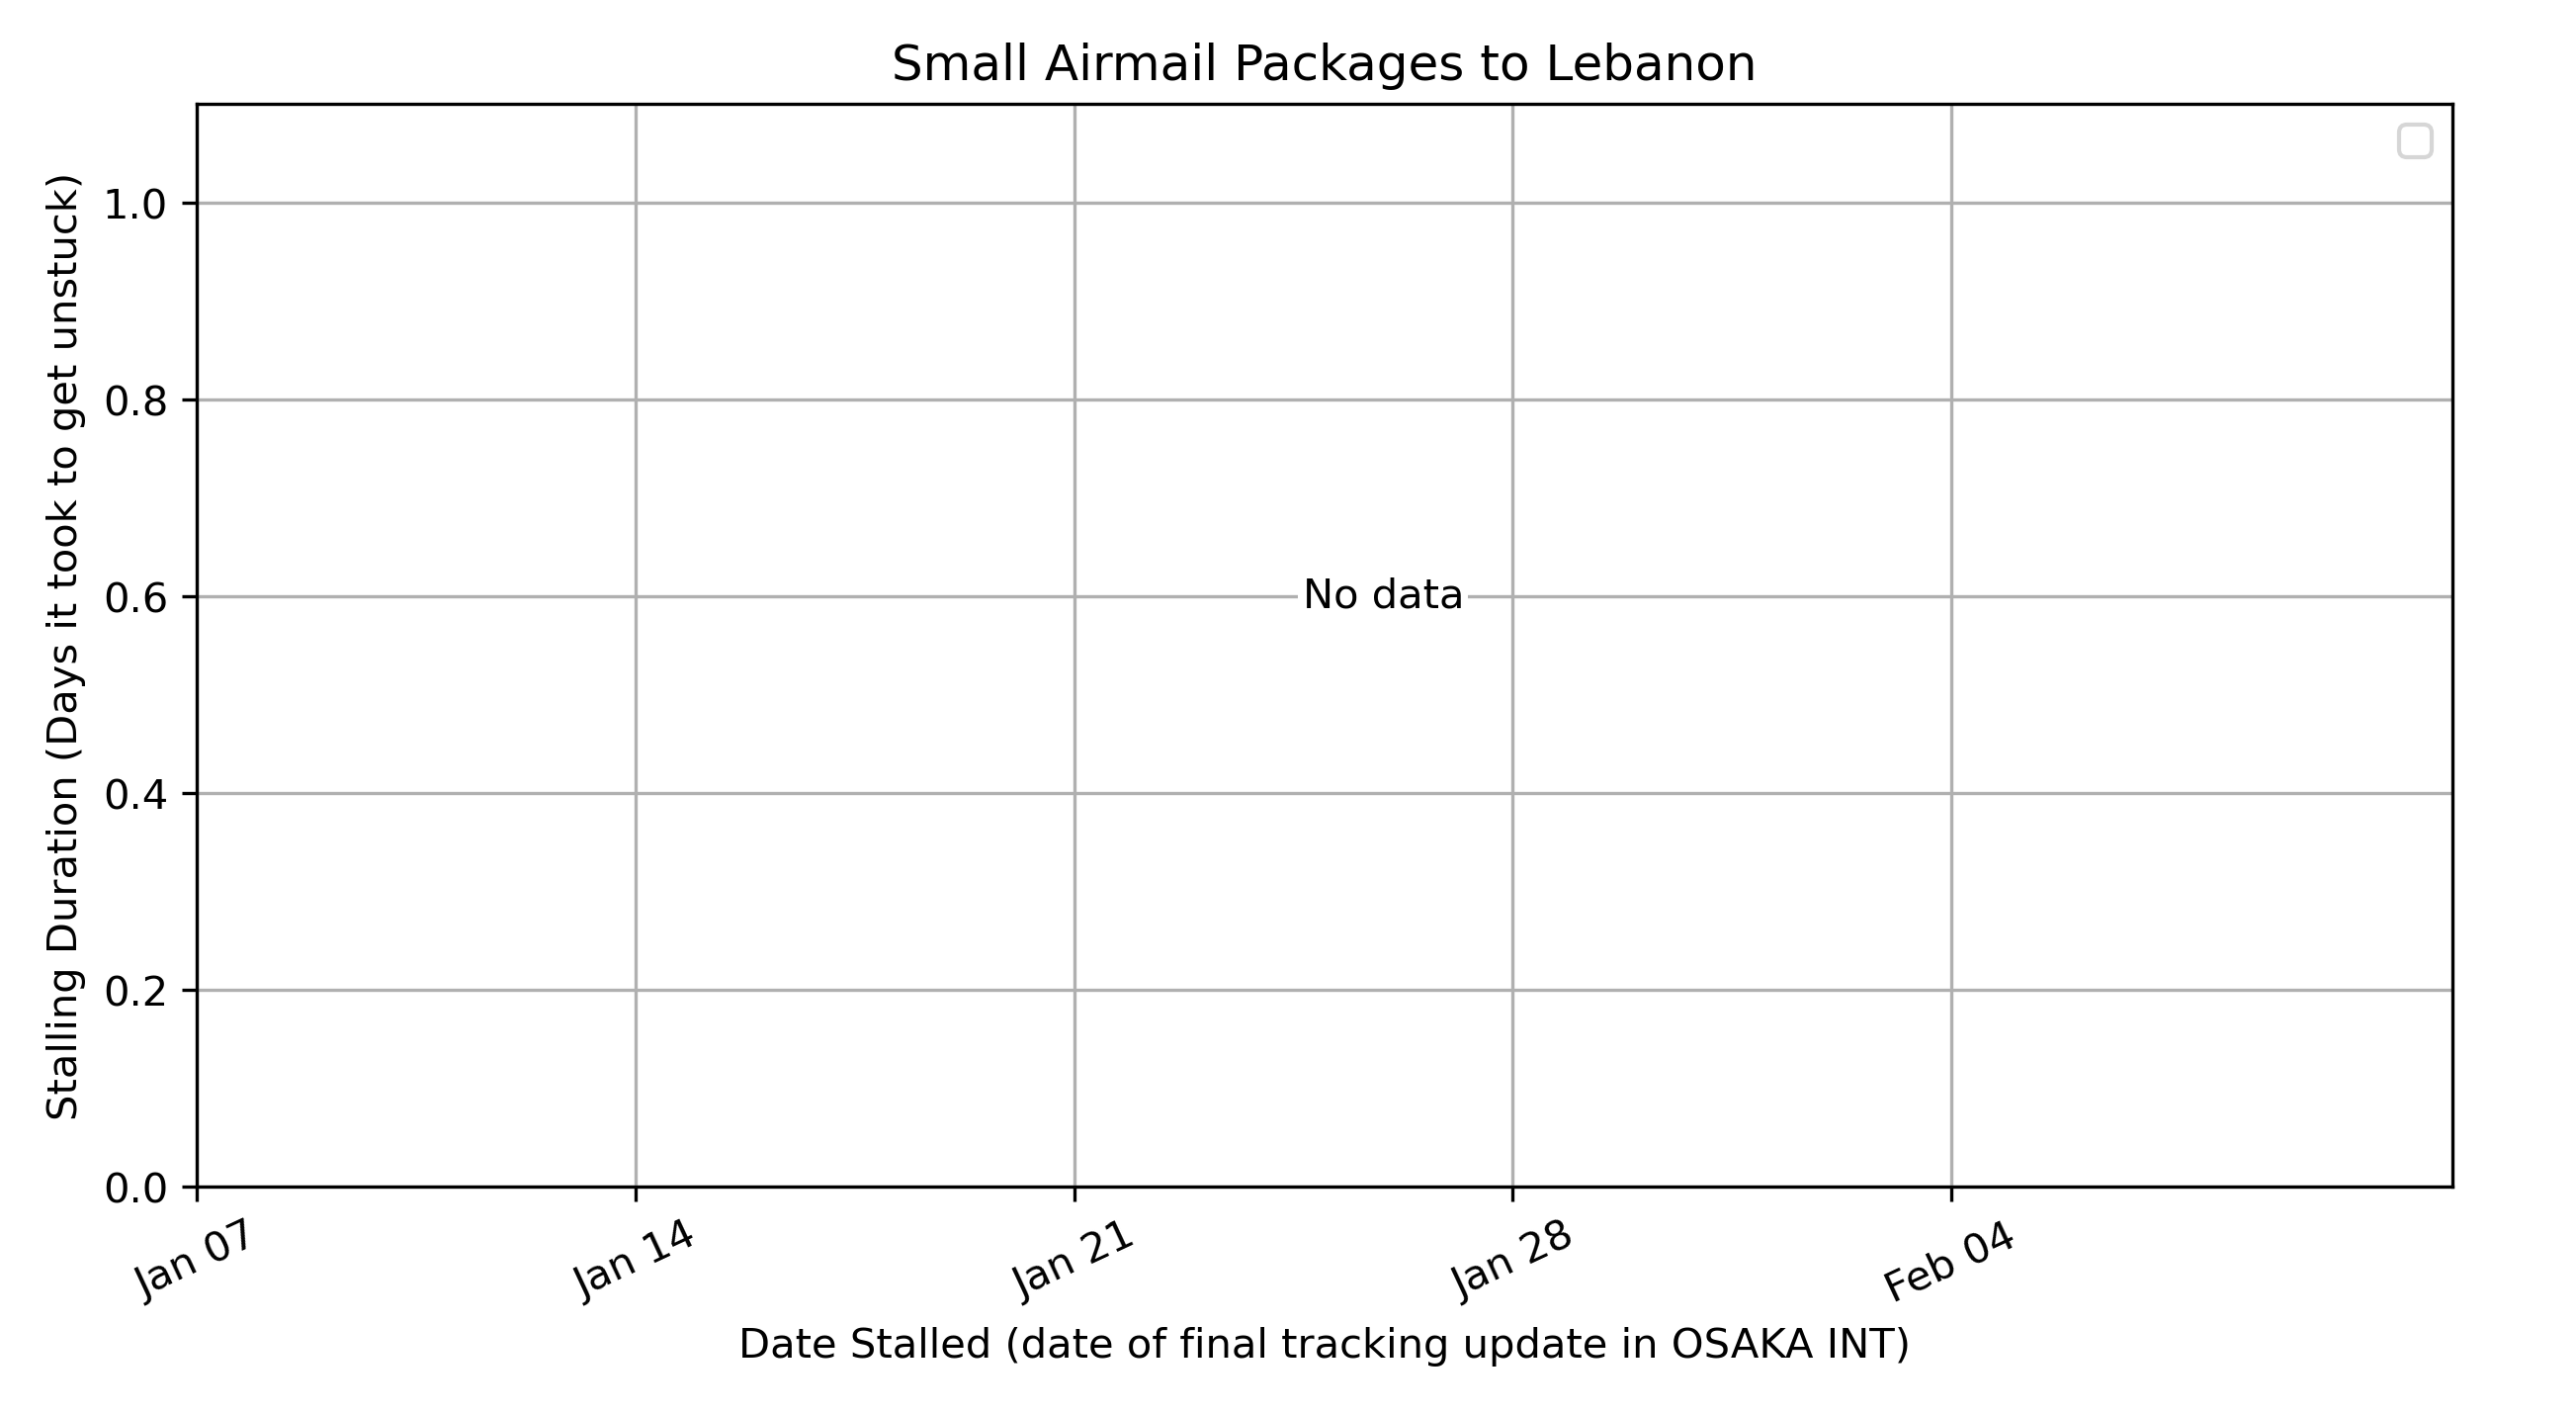 Small Airmail Packages to Lebanon
Stalling Duration (Days it took to get unstuck)
1.0
0.8
0.6
0.4
0.2
0.0
No data
Jan 07
Jan 14
Jan 21
Jan 28
Feb 04
Date Stalled (date of final tracking update in OSAKA INT)